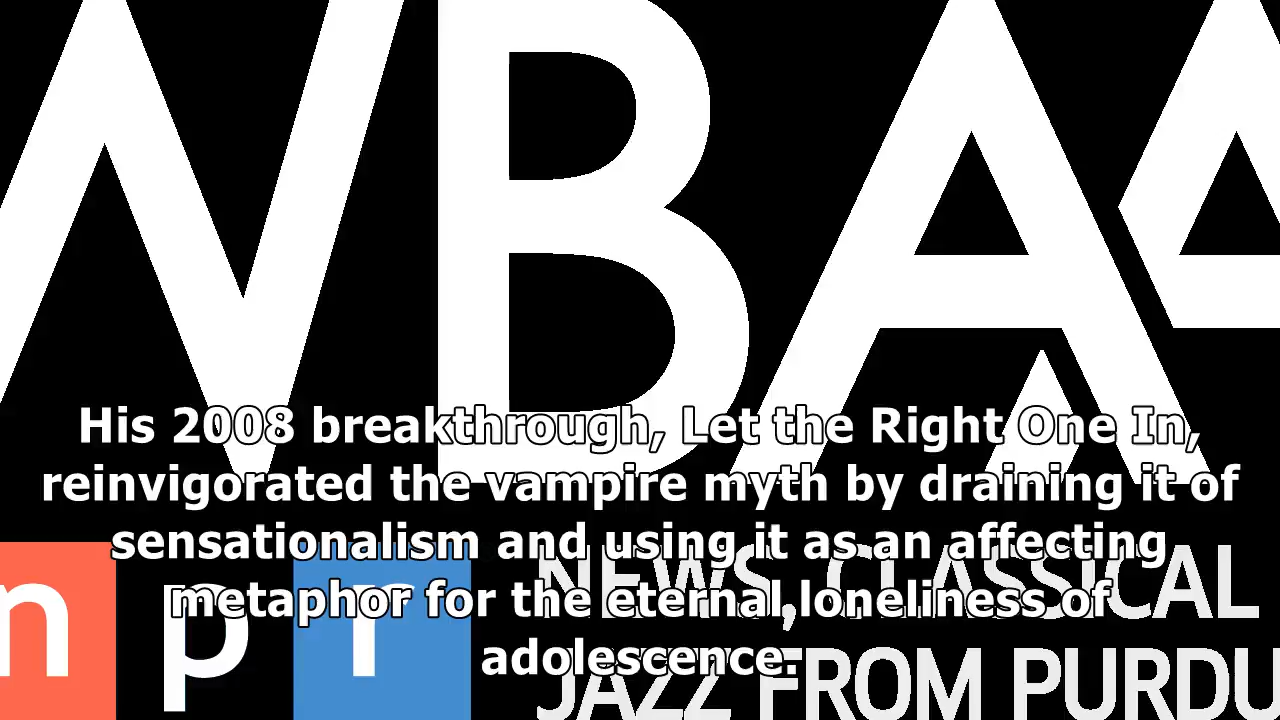 WBAA
His 2008 breakthrough, Let the Right One In,
reinvigorated the vampire myth by draining it of
sensationalism and using it as an affecting
metaphor for the eternal loneliness of
adolescence.
npr
NEWS, CLASSICAL
JAZZ FROM PURDU